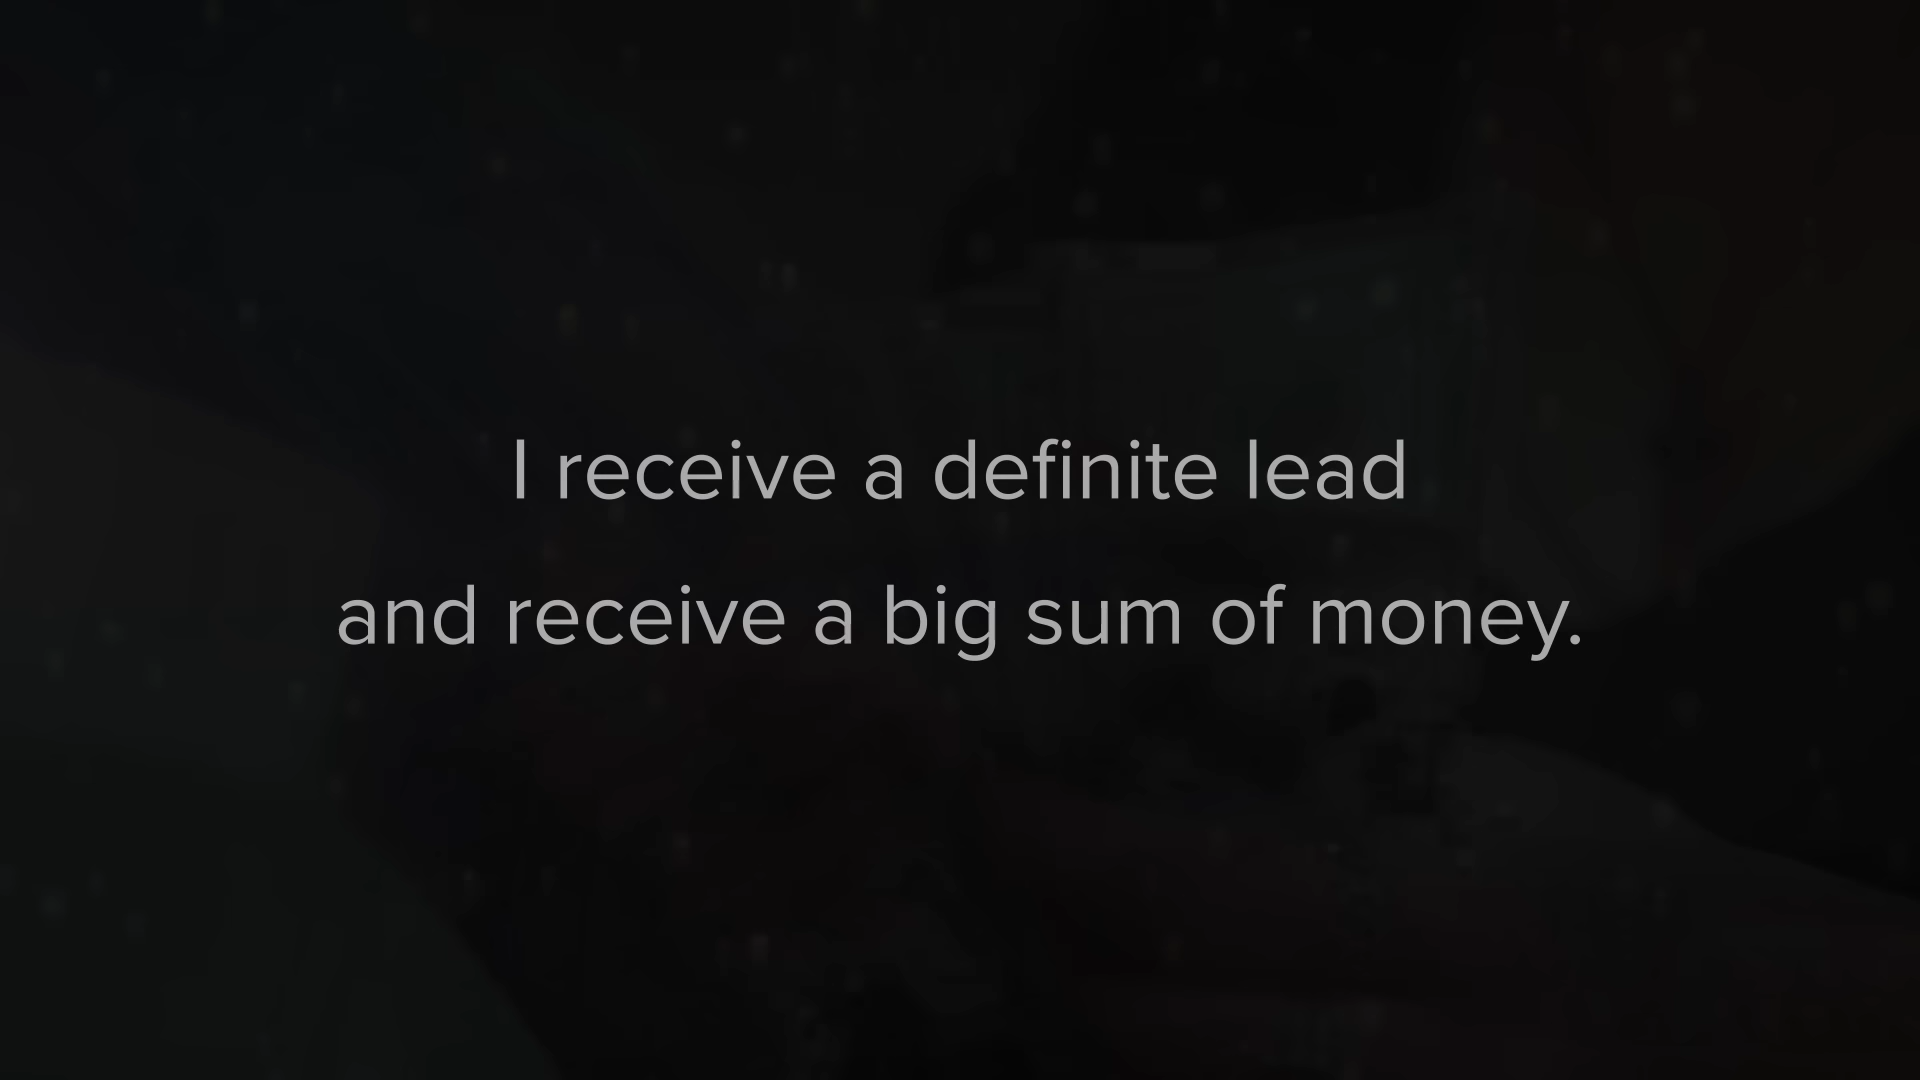 I receive a definite lead
and receive a big sum of money.